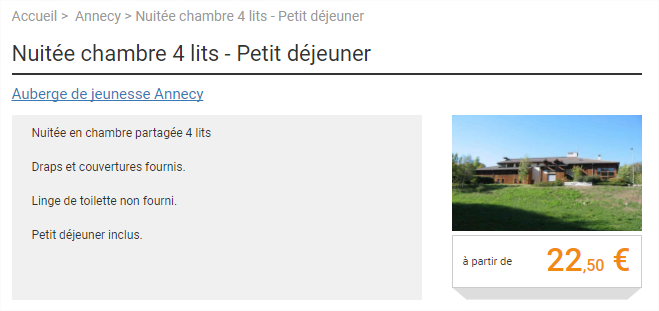 Accueil > Annecy > Nuitée chambre 4 lits - Petit déjeuner
Nuitée chambre 4 lits - Petit déjeuner
Auberge de jeunesse Annecy
Nuitée en chambre partagée 4 lits
Draps et couvertures fournis.
Linge de toilette non fourni.
Petit déjeuner inclus.
à partir de 22,50 €